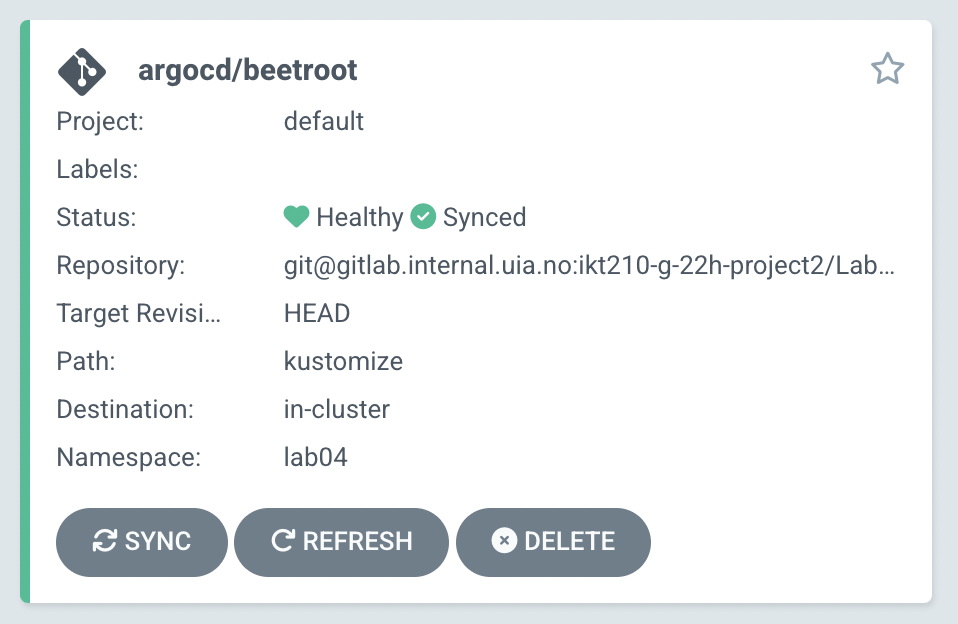 argocd/beetroot
Project: default
Labels:
Status: Healthy Synced
Repository: git@gitlab.internal.uia.no:ikt210-g-22h-project2/Lab...
Target Revisi... HEAD
Path: kustomize
Destination: in-cluster
Namespace: lab04
SYNC REFRESH DELETE